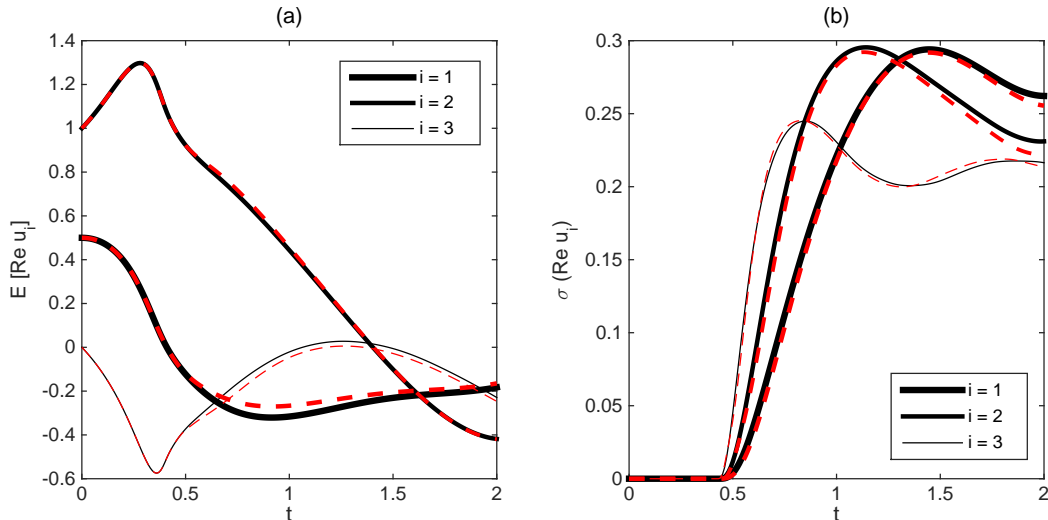 (a)
E [Re u_i]
1.4
1.2
1
0.8
0.6
0.4
0.2
0
-0.2
-0.4
-0.6
0
0.5
1
1.5
2
t
i = 1
i = 2
i = 3
(b)
σ (Re u_i)
0.3
0.25
0.2
0.15
0.1
0.05
0
0
0.5
1
1.5
2
t
i = 1
i = 2
i = 3